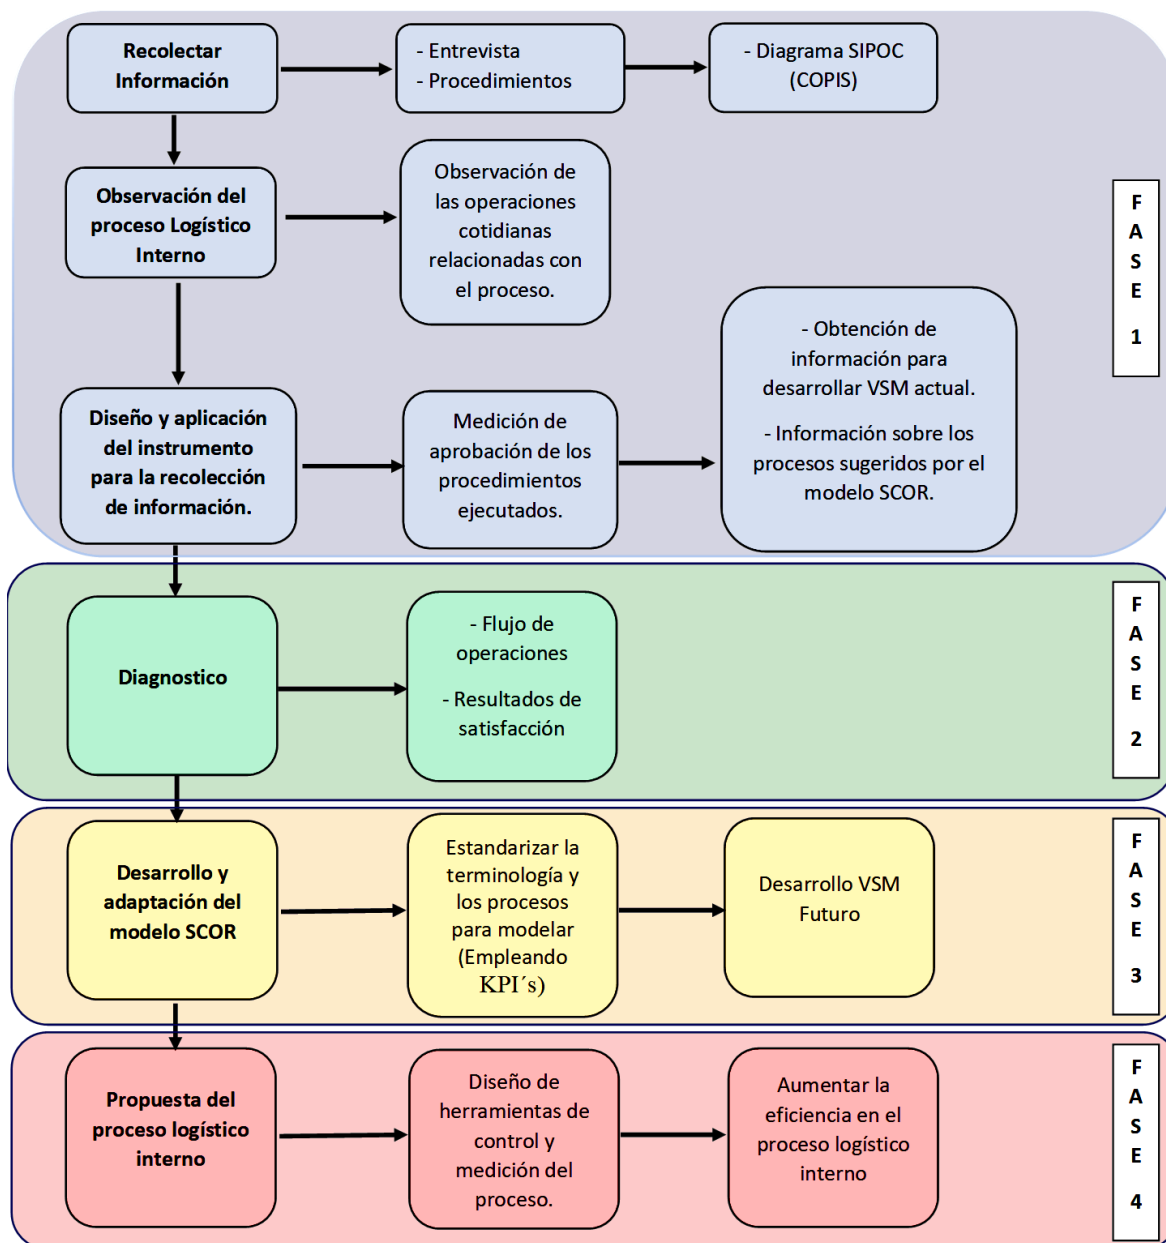 Recolectar
Información
- Entrevista
- Procedimientos
- Diagrama SIPOC
(COPIS)
Observación del
proceso Logístico
Interno
Observación de
las operaciones
cotidianas
relacionadas con
el proceso.
Diseño y aplicación
del instrumento
para la recolección
de información.
Medición de
aprobación de los
procedimientos
ejecutados.
- Obtención de
información para
desarrollar VSM actual.
- Información sobre los
procesos sugeridos por el
modelo SCOR.
F
A
S
E
1
Diagnostico
- Flujo de
operaciones
- Resultados de
satisfacción
F
A
S
E
2
Desarrollo y
adaptación del
modelo SCOR
Estandarizar la
terminología y
los procesos
para modelar
(Empleando
KPI´s)
Desarrollo VSM
Futuro
F
A
S
E
3
Propuesta del
proceso logístico
interno
Diseño de
herramientas de
control y
medición del
proceso.
Aumentar la
eficiencia en el
proceso logístico
interno
F
A
S
E
4